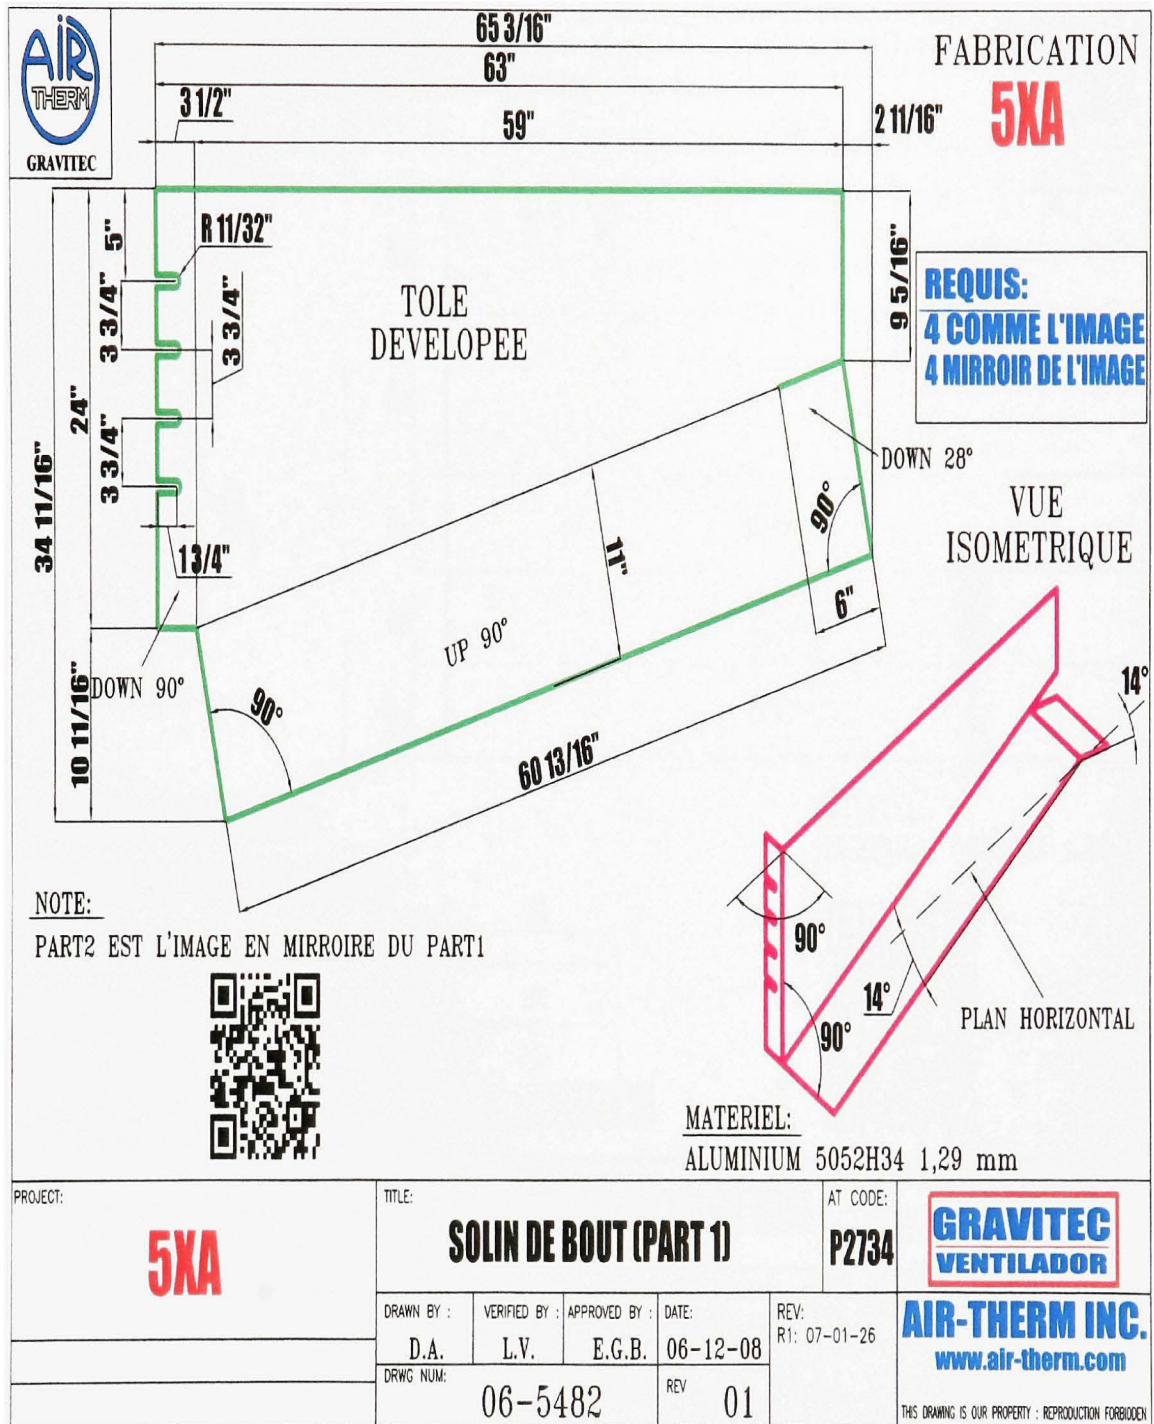 AIR
THERM
GRAVITEC
65 3/16"
63"
3 1/2"
59"
2 11/16"
FABRICATION
5XA
5"
R 11/32"
3 3/4"
3 3/4"
3 3/4"
24"
34 11/16"
10 11/16"
1 3/4"
TOLE
DEVELOPEE
9 5/16"
REQUIS:
4 COMME L'IMAGE
4 MIRROIR DE L'IMAGE
DOWN 28°
90°
11"
6"
UP 90°
DOWN 90°
90°
60 13/16"
VUE
ISOMETRIQUE
14°
90°
14°
90°
PLAN HORIZONTAL
NOTE:
PART2 EST L'IMAGE EN MIRROIRE DU PART1
MATERIEL:
ALUMINIUM 5052H34 1,29 mm
PROJECT:
5XA
TITLE:
SOLIN DE BOUT (PART 1)
AT CODE:
P2734
GRAVITEC
VENTILADOR
DRAWN BY :
D.A.
VERIFIED BY :
L.V.
APPROVED BY :
E.G.B.
DATE:
06-12-08
REV:
R1: 07-01-26
DRWG NUM:
06-5482
REV
01
AIR-THERM INC.
www.air-therm.com
THIS DRAWING IS OUR PROPERTY : REPRODUCTION FORBIDDEN